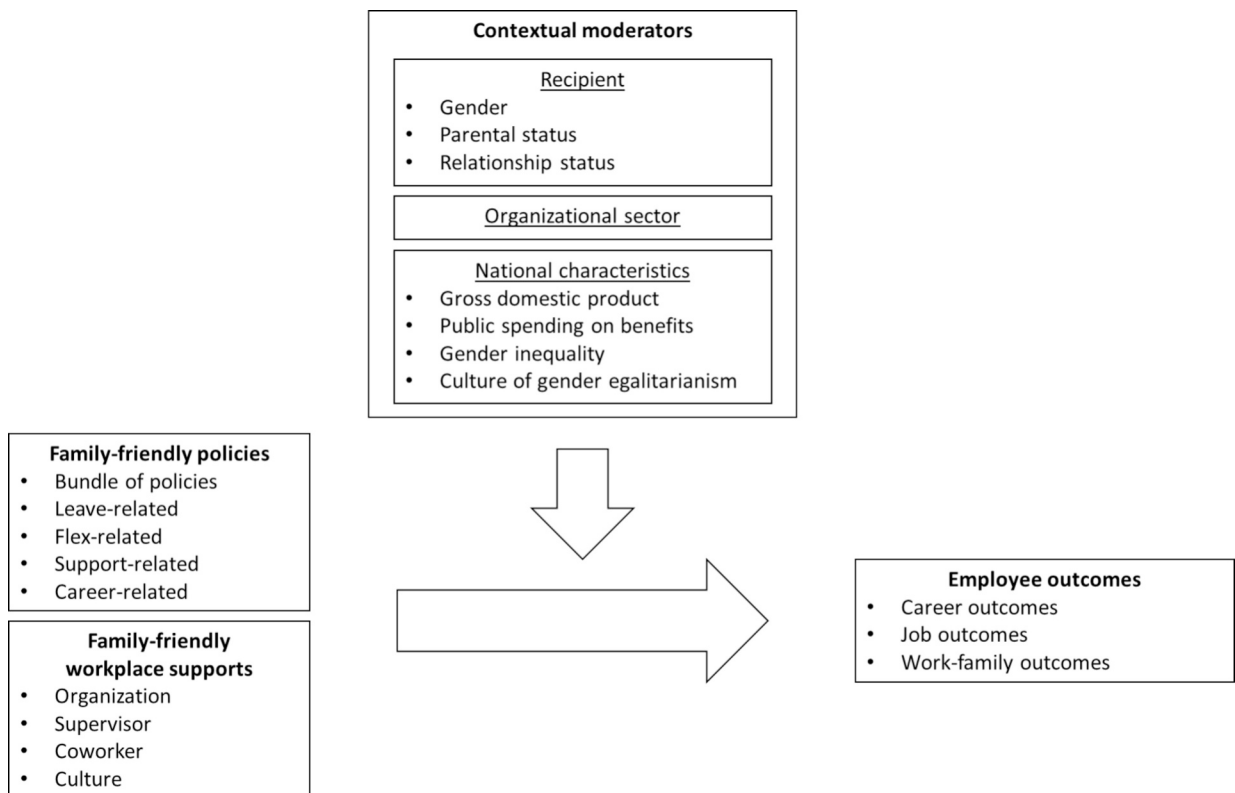 Contextual moderators
Recipient
• Gender
• Parental status
• Relationship status
Organizational sector
National characteristics
• Gross domestic product
• Public spending on benefits
• Gender inequality
• Culture of gender egalitarianism
Family-friendly policies
• Bundle of policies
• Leave-related
• Flex-related
• Support-related
• Career-related
Family-friendly
workplace supports
• Organization
• Supervisor
• Coworker
• Culture
Employee outcomes
• Career outcomes
• Job outcomes
• Work-family outcomes